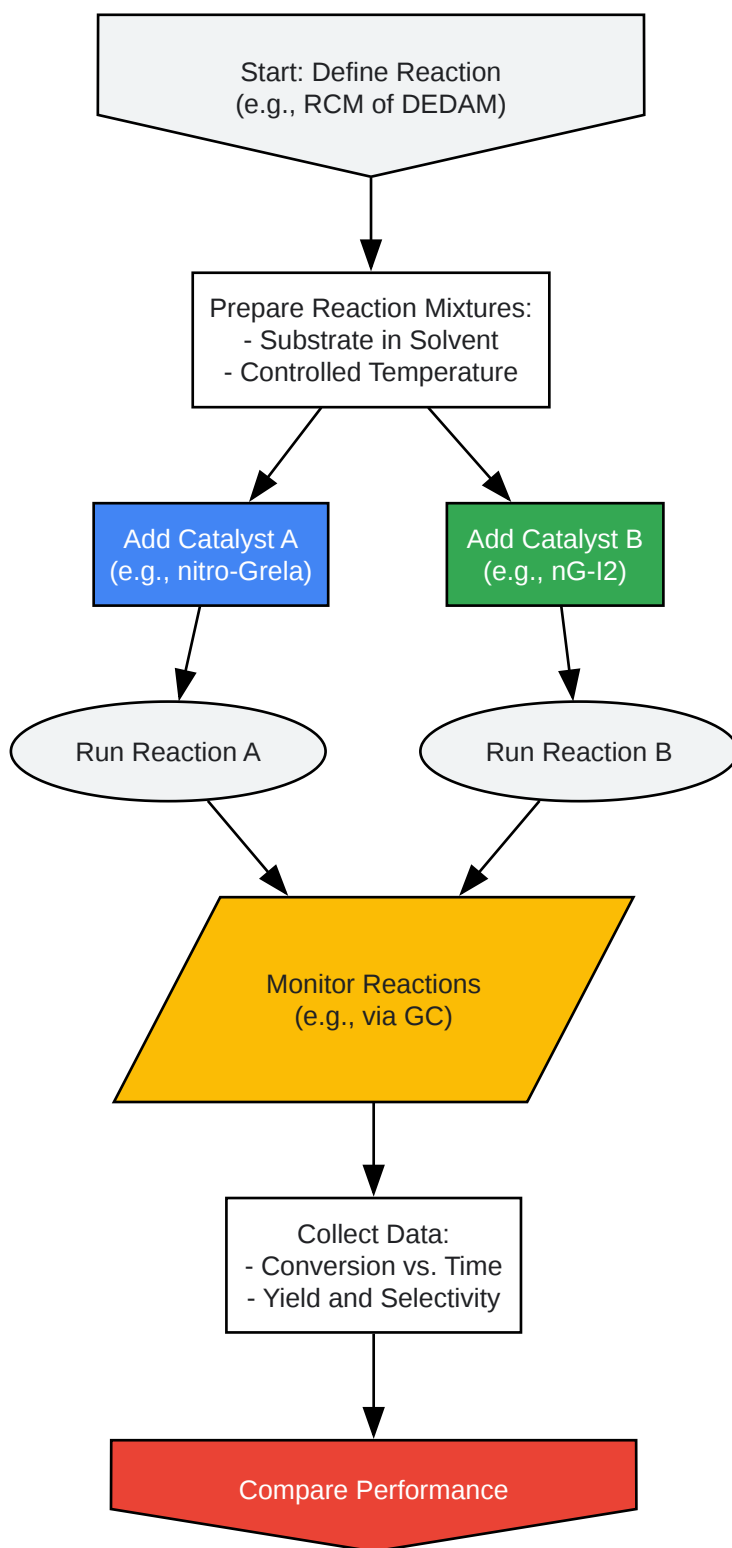 Start: Define Reaction
(e.g., RCM of DEDAM)
Prepare Reaction Mixtures:
- Substrate in Solvent
- Controlled Temperature
Add Catalyst A
(e.g., nitro-Grela)
Add Catalyst B
(e.g., nG-I2)
Run Reaction A
Run Reaction B
Monitor Reactions
(e.g., via GC)
Collect Data:
- Conversion vs. Time
- Yield and Selectivity
Compare Performance